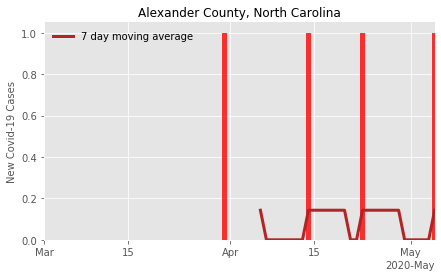 Alexander County, North Carolina
7 day moving average
New Covid-19 Cases
1.0
0.8
0.6
0.4
0.2
0.0
Mar
15
Apr
15
May
2020-May